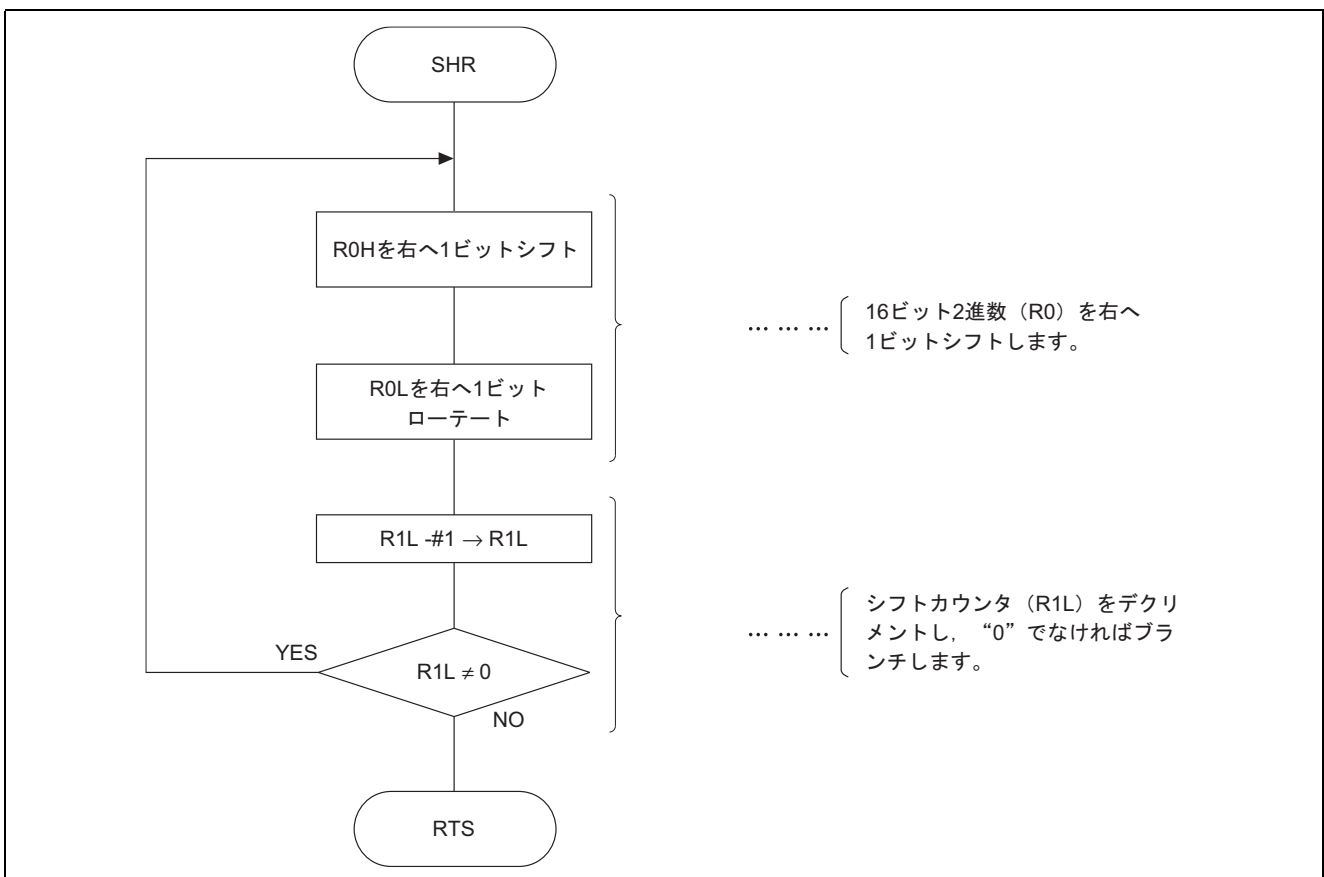 SHR
R0Hを右へ1ビットシフト
R0Lを右へ1ビット
ローテート
… … …
16ビット2進数（R0）を右へ
1ビットシフトします。
R1L -#1 → R1L
YES
R1L ≠ 0
NO
… … …
シフトカウンタ（R1L）をデクリ
メントし，“0”でなければブラ
ンチします。
RTS